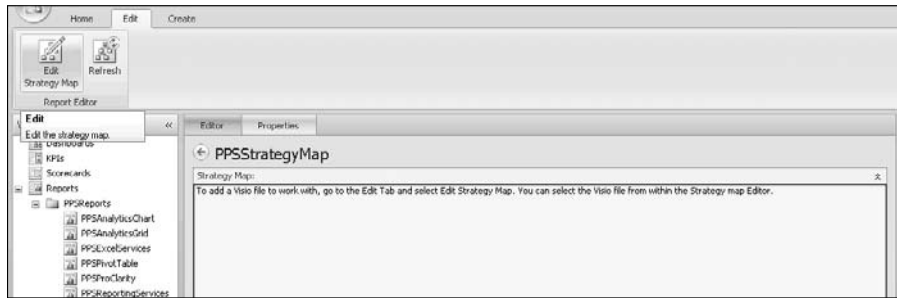 Home Edit Create
Edit
Strategy Map
Refresh
Report Editor
Edit
Edit the strategy map.
Dashboards
KPIs
Scorecards
Reports
PPSReports
PPSAnalyticsChart
PPSAnalyticsGrid
PPSExcelServices
PPSPivotTable
PPSProClarity
PPSReportingServices
Editor Properties
PPSStrategyMap
Strategy Map:
To add a Visio file to work with, go to the Edit Tab and select Edit Strategy Map. You can select the Visio file from within the Strategy map Editor.